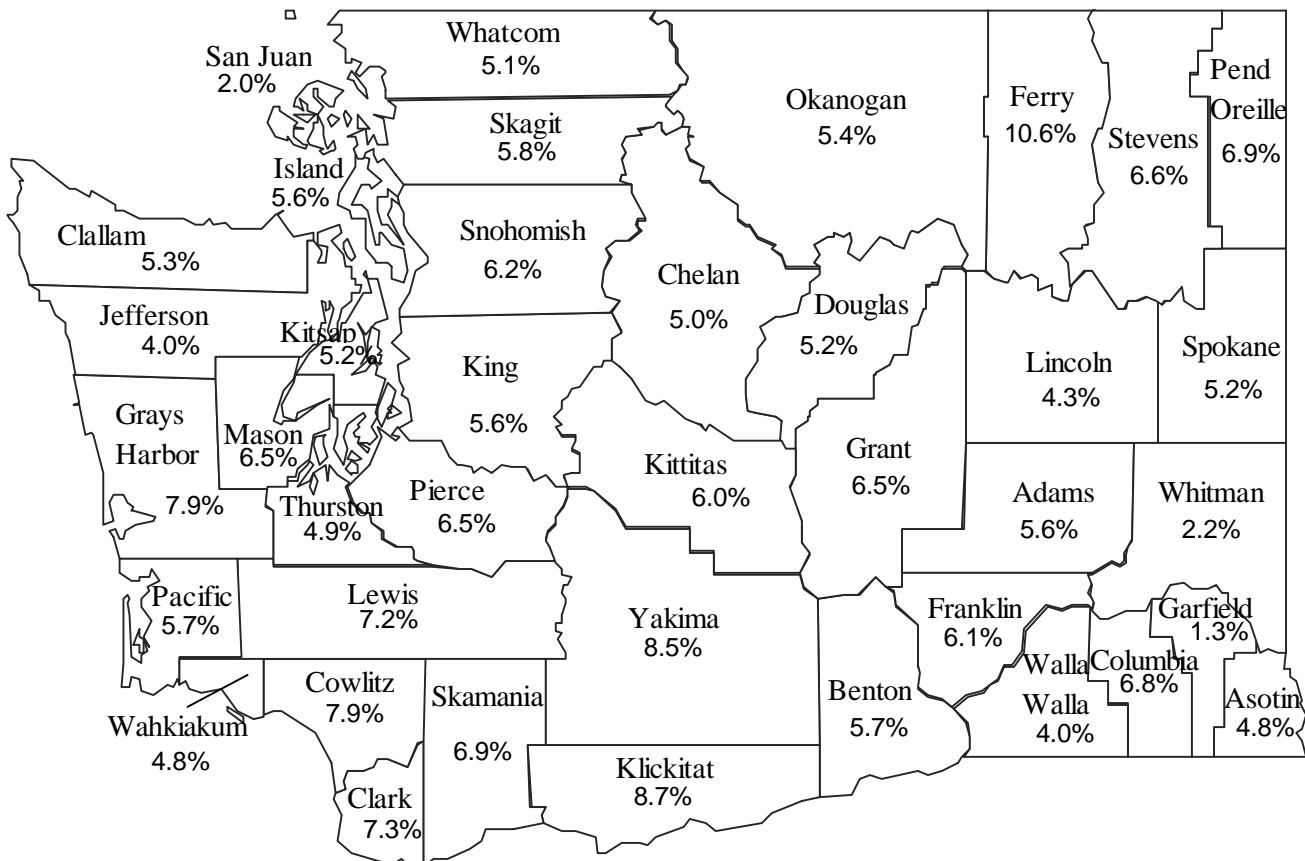 Whatcom
5.1%
San Juan
2.0%
Skagit
5.8%
Island
5.6%
Okanogan
5.4%
Ferry
10.6%
Stevens
6.6%
Pend
Oreille
6.9%
Clallam
5.3%
Snohomish
6.2%
Chelan
5.0%
Douglas
5.2%
Jefferson
4.0%
Kitsap
5.2%
King
5.6%
Lincoln
4.3%
Spokane
5.2%
Grays
Harbor
7.9%
Mason
6.5%
Thurston
4.9%
Pierce
6.5%
Kittitas
6.0%
Grant
6.5%
Adams
5.6%
Whitman
2.2%
Pacific
5.7%
Lewis
7.2%
Yakima
8.5%
Franklin
6.1%
Garfield
1.3%
Walla
Walla
4.0%
Columbia
6.8%
Asotin
4.8%
Benton
5.7%
Wahkiakum
4.8%
Cowlitz
7.9%
Skamania
6.9%
Klickitat
8.7%
Clark
7.3%